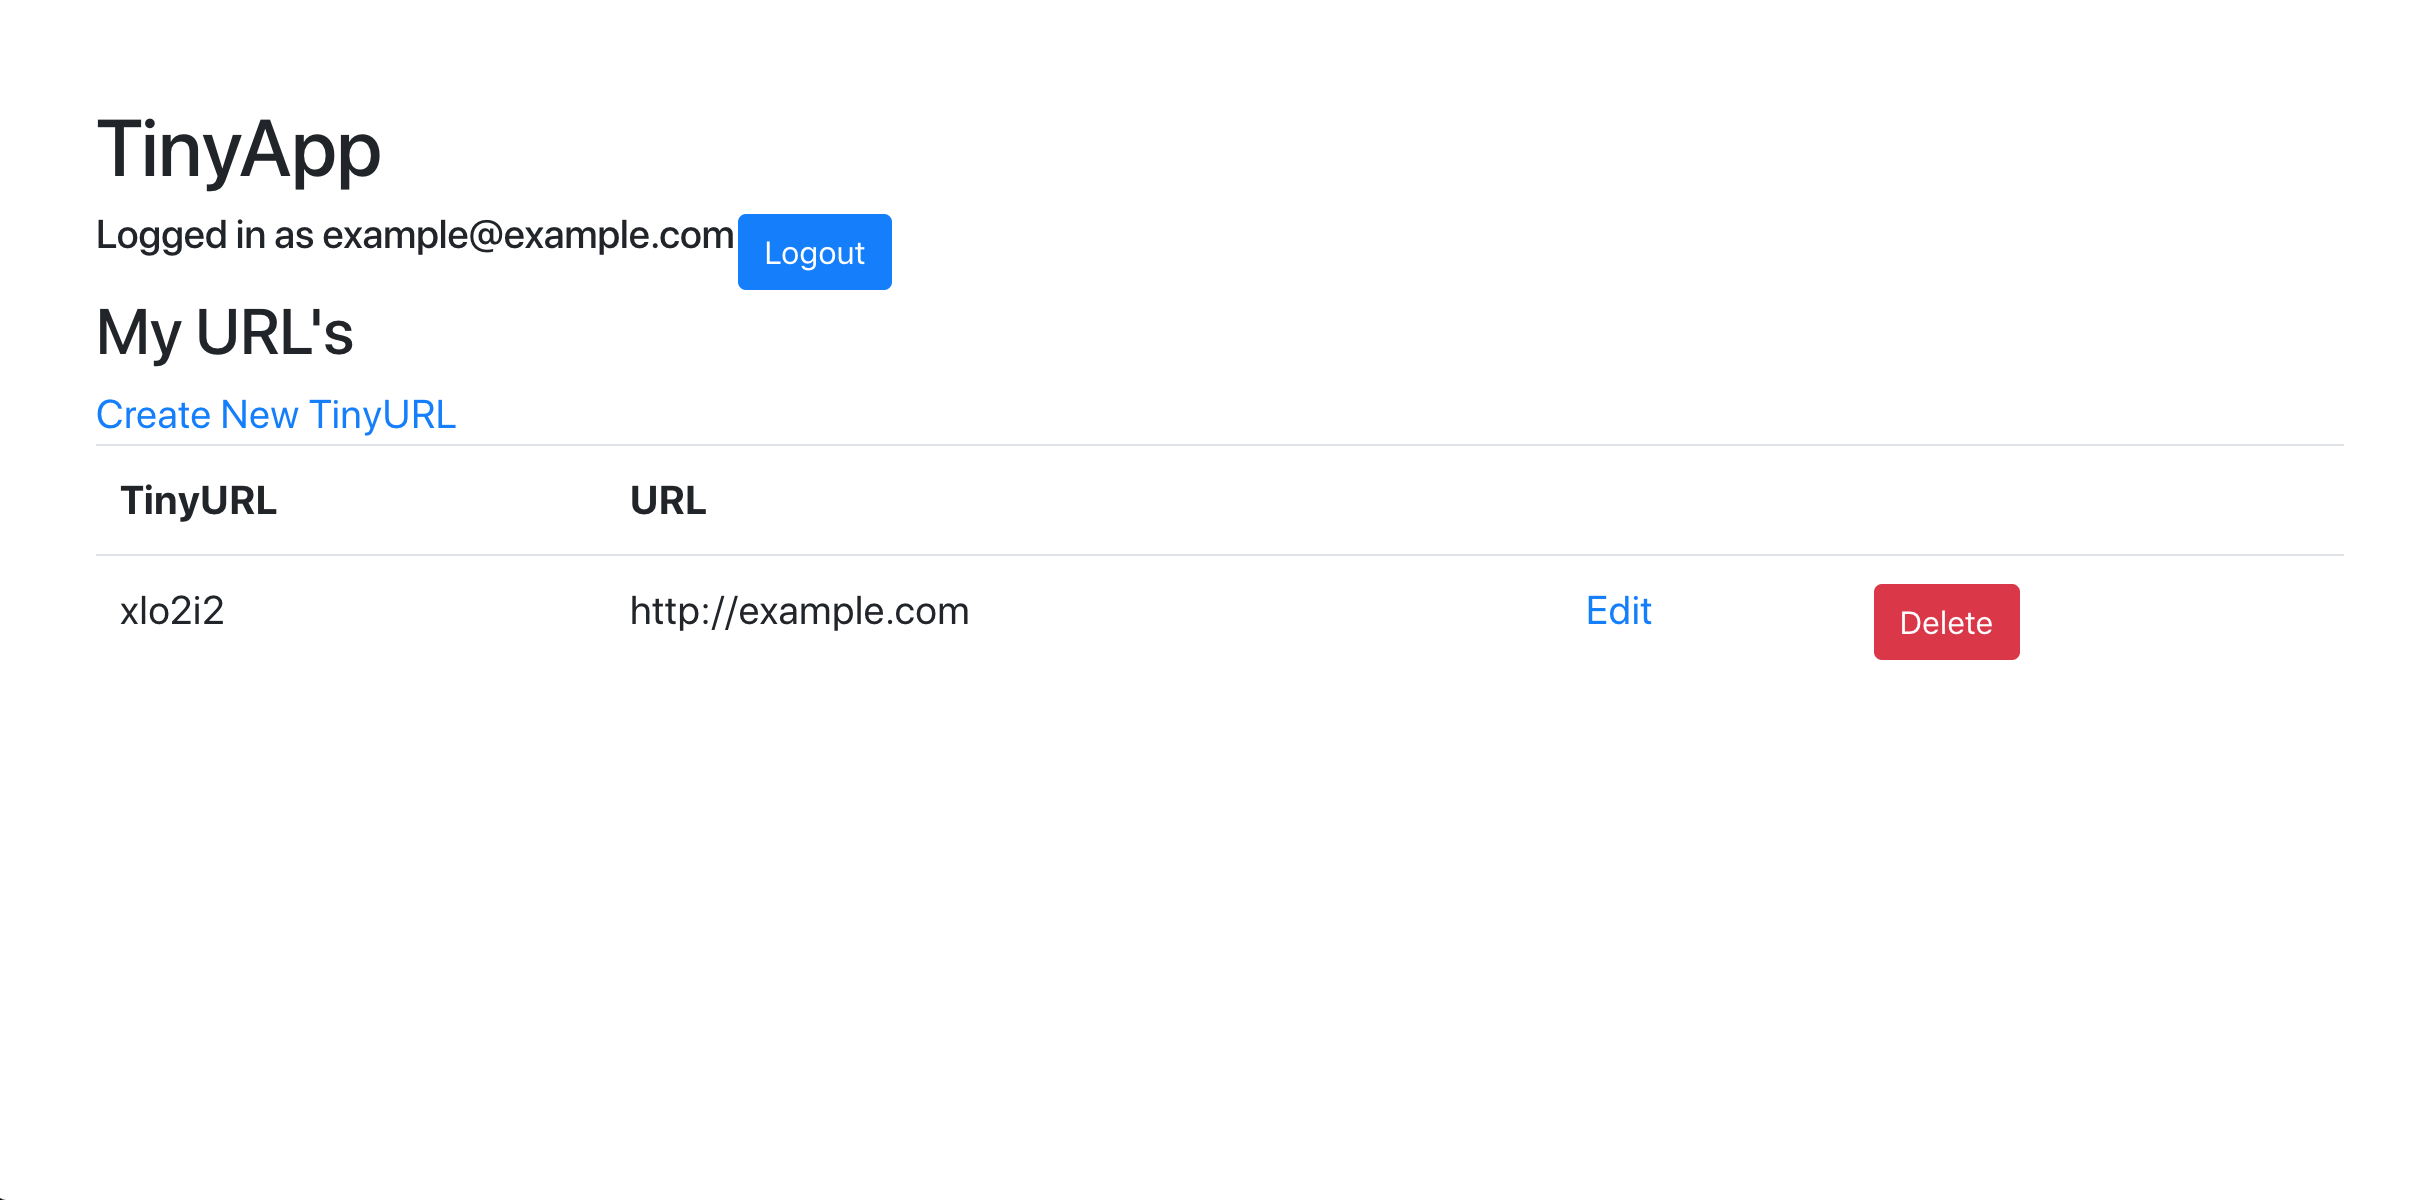 TinyApp
Logged in as example@example.com Logout
My URL's
Create New TinyURL
TinyURL URL
xlo2i2 http://example.com Edit Delete